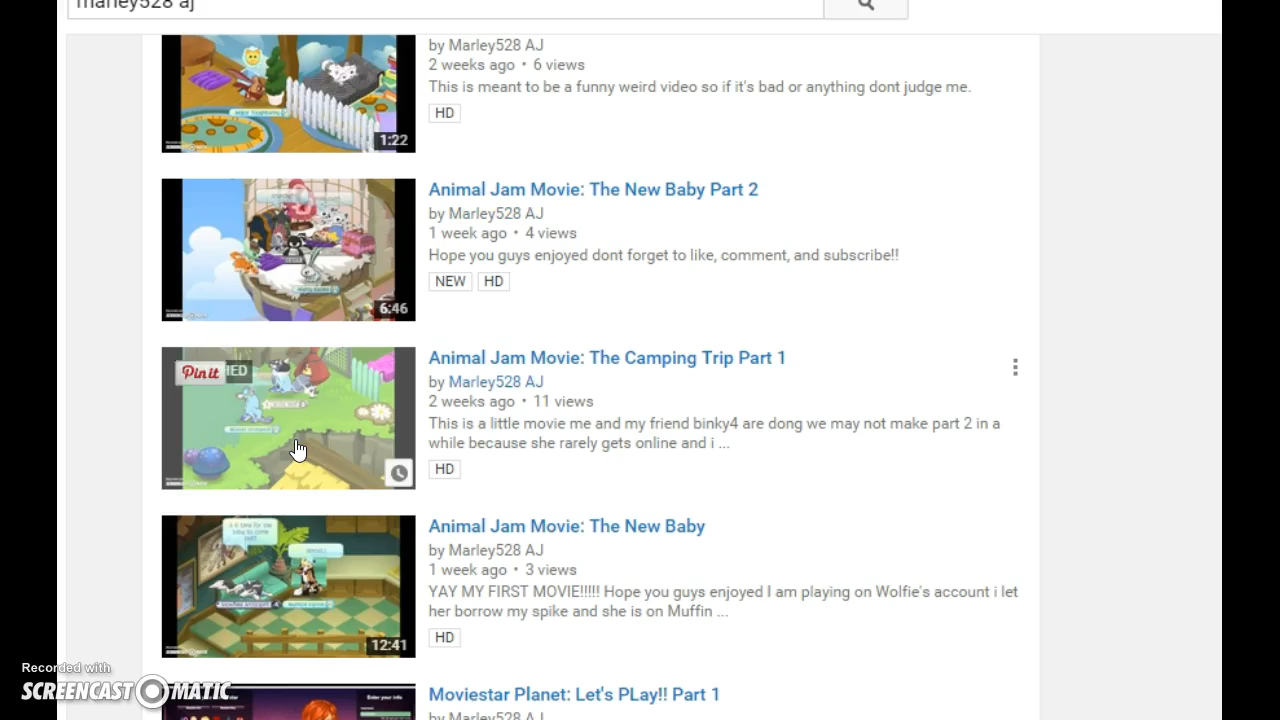 marley528 aj
by Marley528 AJ
2 weeks ago • 6 views
This is meant to be a funny weird video so if it's bad or anything dont judge me.
HD
1:22
Animal Jam Movie: The New Baby Part 2
by Marley528 AJ
1 week ago • 4 views
Hope you guys enjoyed dont forget to like, comment, and subscribe!!
NEW HD
6:46
Animal Jam Movie: The Camping Trip Part 1
Pin it HED
by Marley528 AJ
2 weeks ago • 11 views
This is a little movie me and my friend binky4 are dong we may not make part 2 in a
while because she rarely gets online and i ...
HD
Animal Jam Movie: The New Baby
by Marley528 AJ
1 week ago • 3 views
YAY MY FIRST MOVIE!!!!! Hope you guys enjoyed I am playing on Wolfie's account i let
her borrow my spike and she is on Muffin ...
HD
12:41
Recorded with
SCREENCAST O MATIC
Moviestar Planet: Let's PLay!! Part 1
Enter your info
by Marley528 AJ